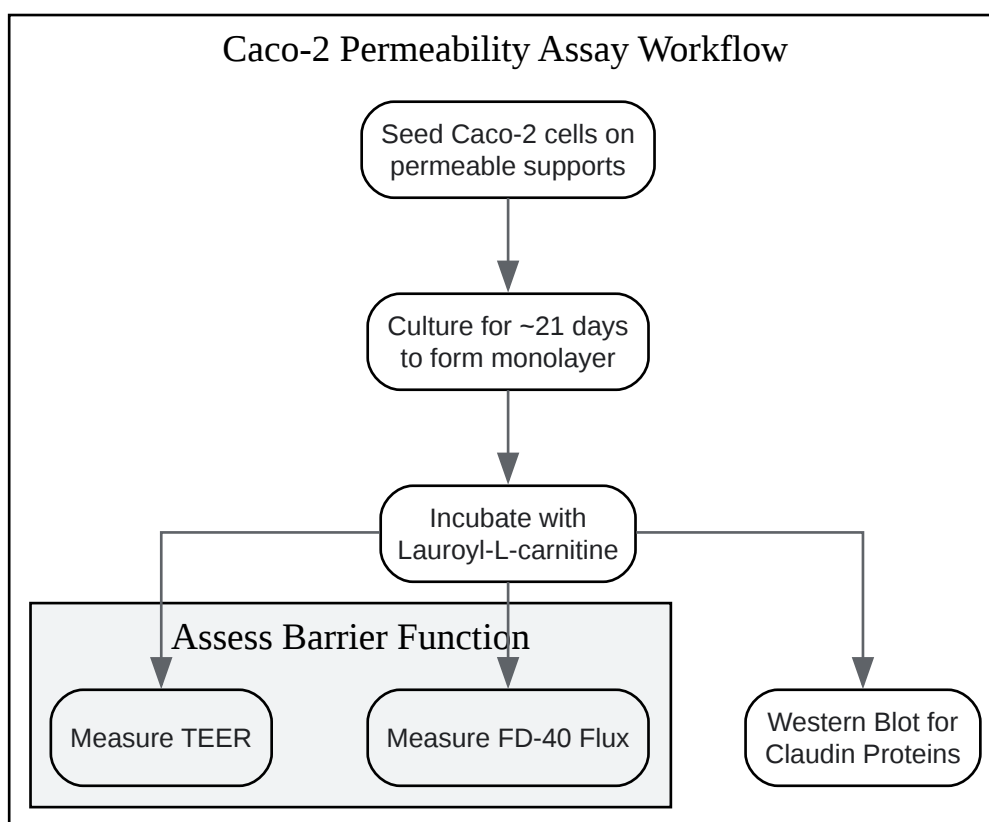 Caco-2 Permeability Assay Workflow
Seed Caco-2 cells on
permeable supports
Culture for ~21 days
to form monolayer
Incubate with
Lauroyl-L-carnitine
Assess Barrier Function
Measure TEER
Measure FD-40 Flux
Western Blot for
Claudin Proteins